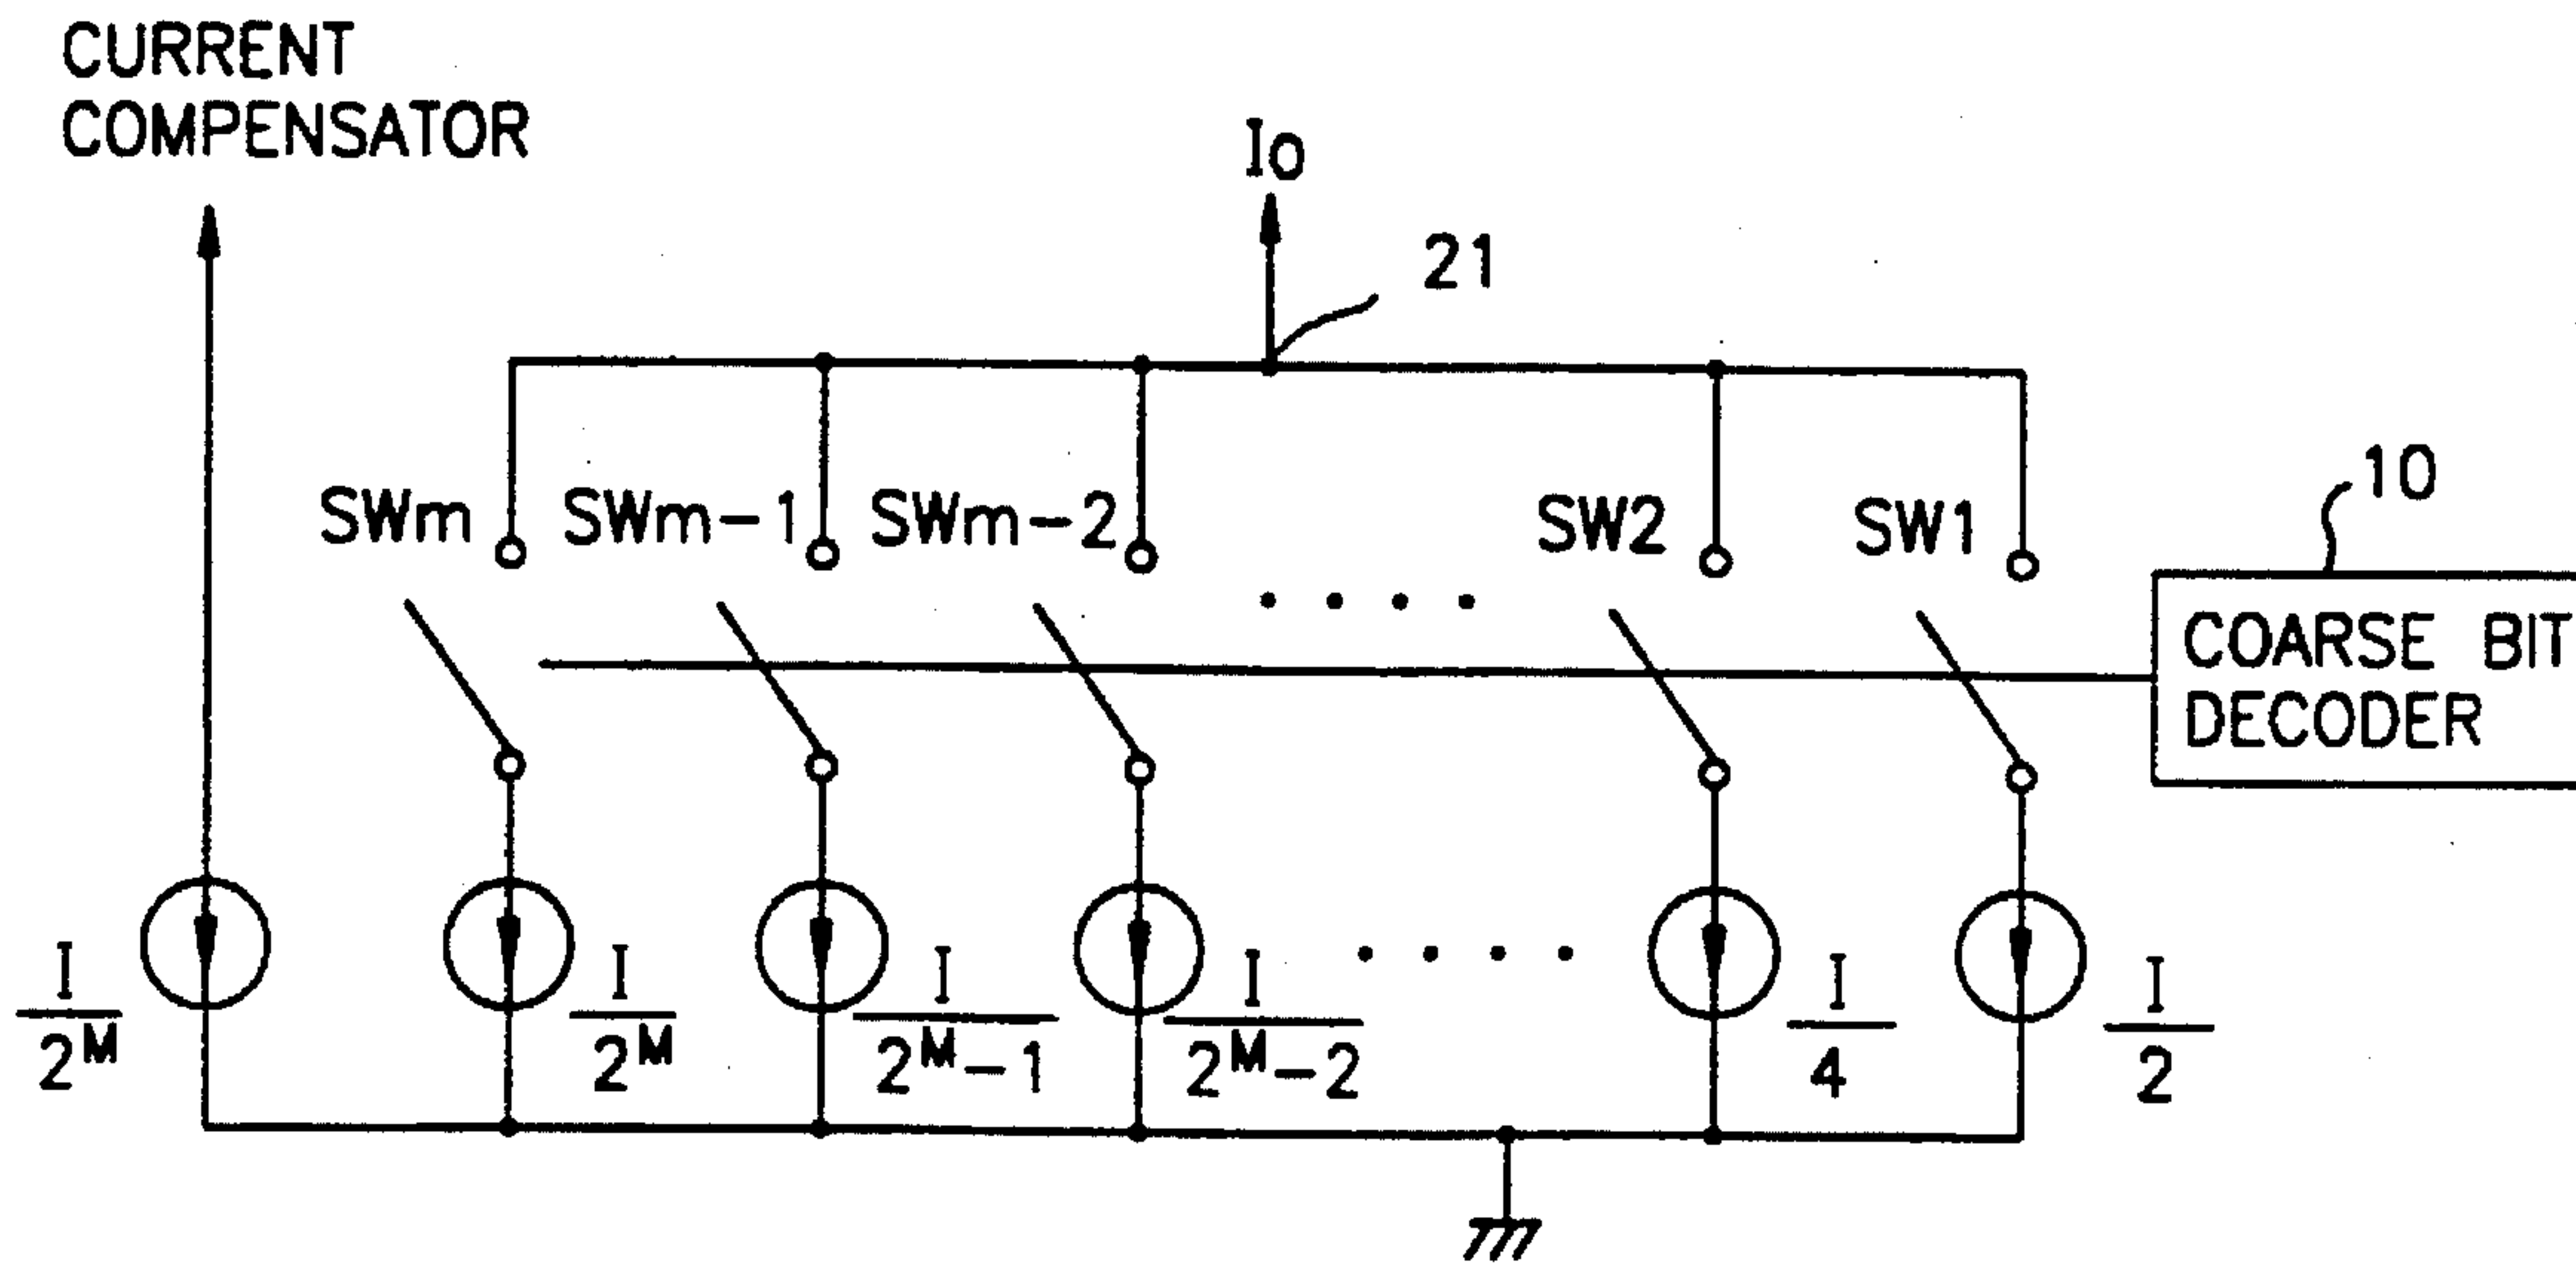 CURRENT
COMPENSATOR
Io
21
SWm
SWm-1
SWm-2
SW2
SW1
10
COARSE BIT
DECODER
I
2^M
I
2^M
I
2^M-1
I
2^M-2
I
4
I
2